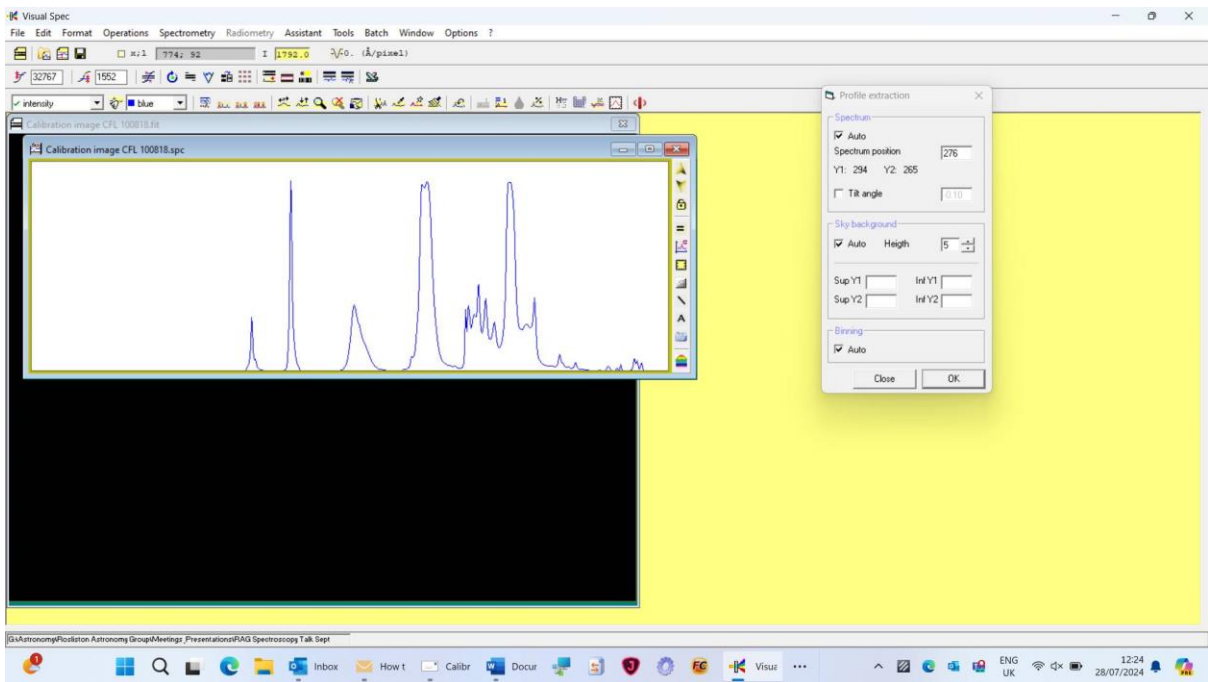 Visual Spec
File Edit Format Operations Spectrometry Radiometry Assistant Tools Batch Window Options ?
x;1 774; 92 I 1792.0 0. (Å/pixel)
32767 1552
intensity blue
Calibration image CFL 100818.fit
Calibration image CFL 100818.spc
A
Profile extraction
Spectrum
Auto
Spectrum position 276
Y1: 294 Y2: 265
Tilt angle 0.10
Sky background
Auto Heigth 5
Sup Y1 Inf Y1
Sup Y2 Inf Y2
Binning
Auto
Close OK
G:\Astronomy\Rosliston Astronomy Group\Meetings_Presentations\RAG Spectroscopy Talk Sept
1 Inbox How t Calibr Docur FC Visua ENG UK 12:24 28/07/2024